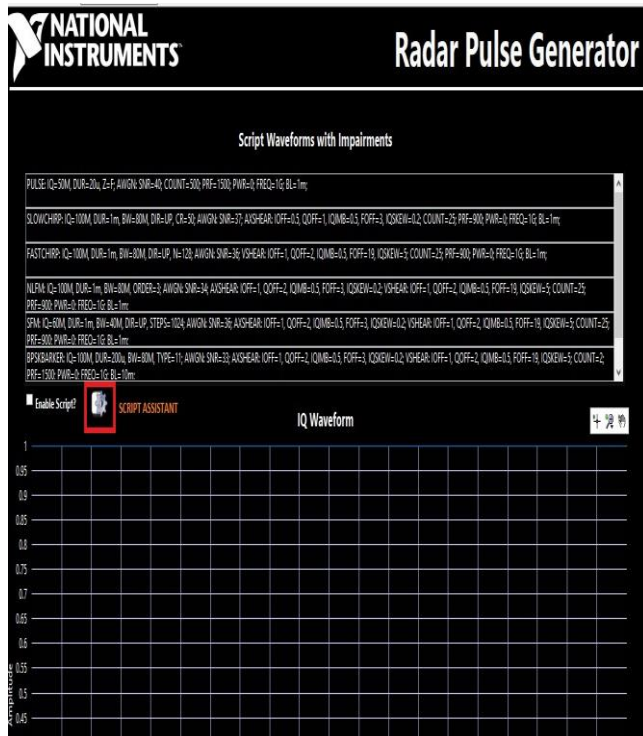 NATIONAL
INSTRUMENTS
Radar Pulse Generator
Script Waveforms with Impairments
PULSE: IQ=50M, DUR=20u, Z=F; AWGN: SNR=40; COUNT=500; PRF=1500; PWR=0; FREQ=1G; BL=1m;
SLOWCHIRP: IQ=100M, DUR=1m, BW=80M, DIR=UP, CR=50; AWGN: SNR=37; AXSHEAR: IOFF=0.5, QOFF=1, IQIMB=0.5, FOFF=3, IQSKEW=0.2; COUNT=25; PRF=900; PWR=0; FREQ=1G; BL=1m;
FASTCHIRP: IQ=100M, DUR=1m, BW=80M, DIR=UP, N=128; AWGN: SNR=36; VSHEAR: IOFF=1, QOFF=2, IQIMB=0.5, FOFF=19, IQSKEW=5; COUNT=25; PRF=900; PWR=0; FREQ=1G; BL=1m;
NLFM: IQ=100M, DUR=1m, BW=80M, ORDER=3; AWGN: SNR=34; AXSHEAR: IOFF=1, QOFF=2, IQIMB=0.5, FOFF=3, IQSKEW=0.2; VSHEAR: IOFF=1, QOFF=2, IQIMB=0.5, FOFF=19, IQSKEW=5; COUNT=25;
PRF=900; PWR=0; FREQ=1G; BL=1m;
SFM: IQ=60M, DUR=1m, BW=40M, DIR=UP, STEPS=1024; AWGN: SNR=36; AXSHEAR: IOFF=1, QOFF=2, IQIMB=0.5, FOFF=3, IQSKEW=0.2; VSHEAR: IOFF=1, QOFF=2, IQIMB=0.5, FOFF=19, IQSKEW=5; COUNT=25;
PRF=900; PWR=0; FREQ=1G; BL=1m;
BPSKBARKER: IQ=100M, DUR=200u, BW=80M, TYPE=11; AWGN: SNR=33; AXSHEAR: IOFF=1, QOFF=2, IQIMB=0.5, FOFF=3, IQSKEW=0.2; VSHEAR: IOFF=1, QOFF=2, IQIMB=0.5, FOFF=19, IQSKEW=5; COUNT=2;
PRF=1500; PWR=0; FREQ=1G; BL=10m;
Enable Script?
SCRIPT ASSISTANT
IQ Waveform
1
0.95
0.9
0.85
0.8
0.75
0.7
0.65
0.6
0.55
0.5
0.45
Amplitude